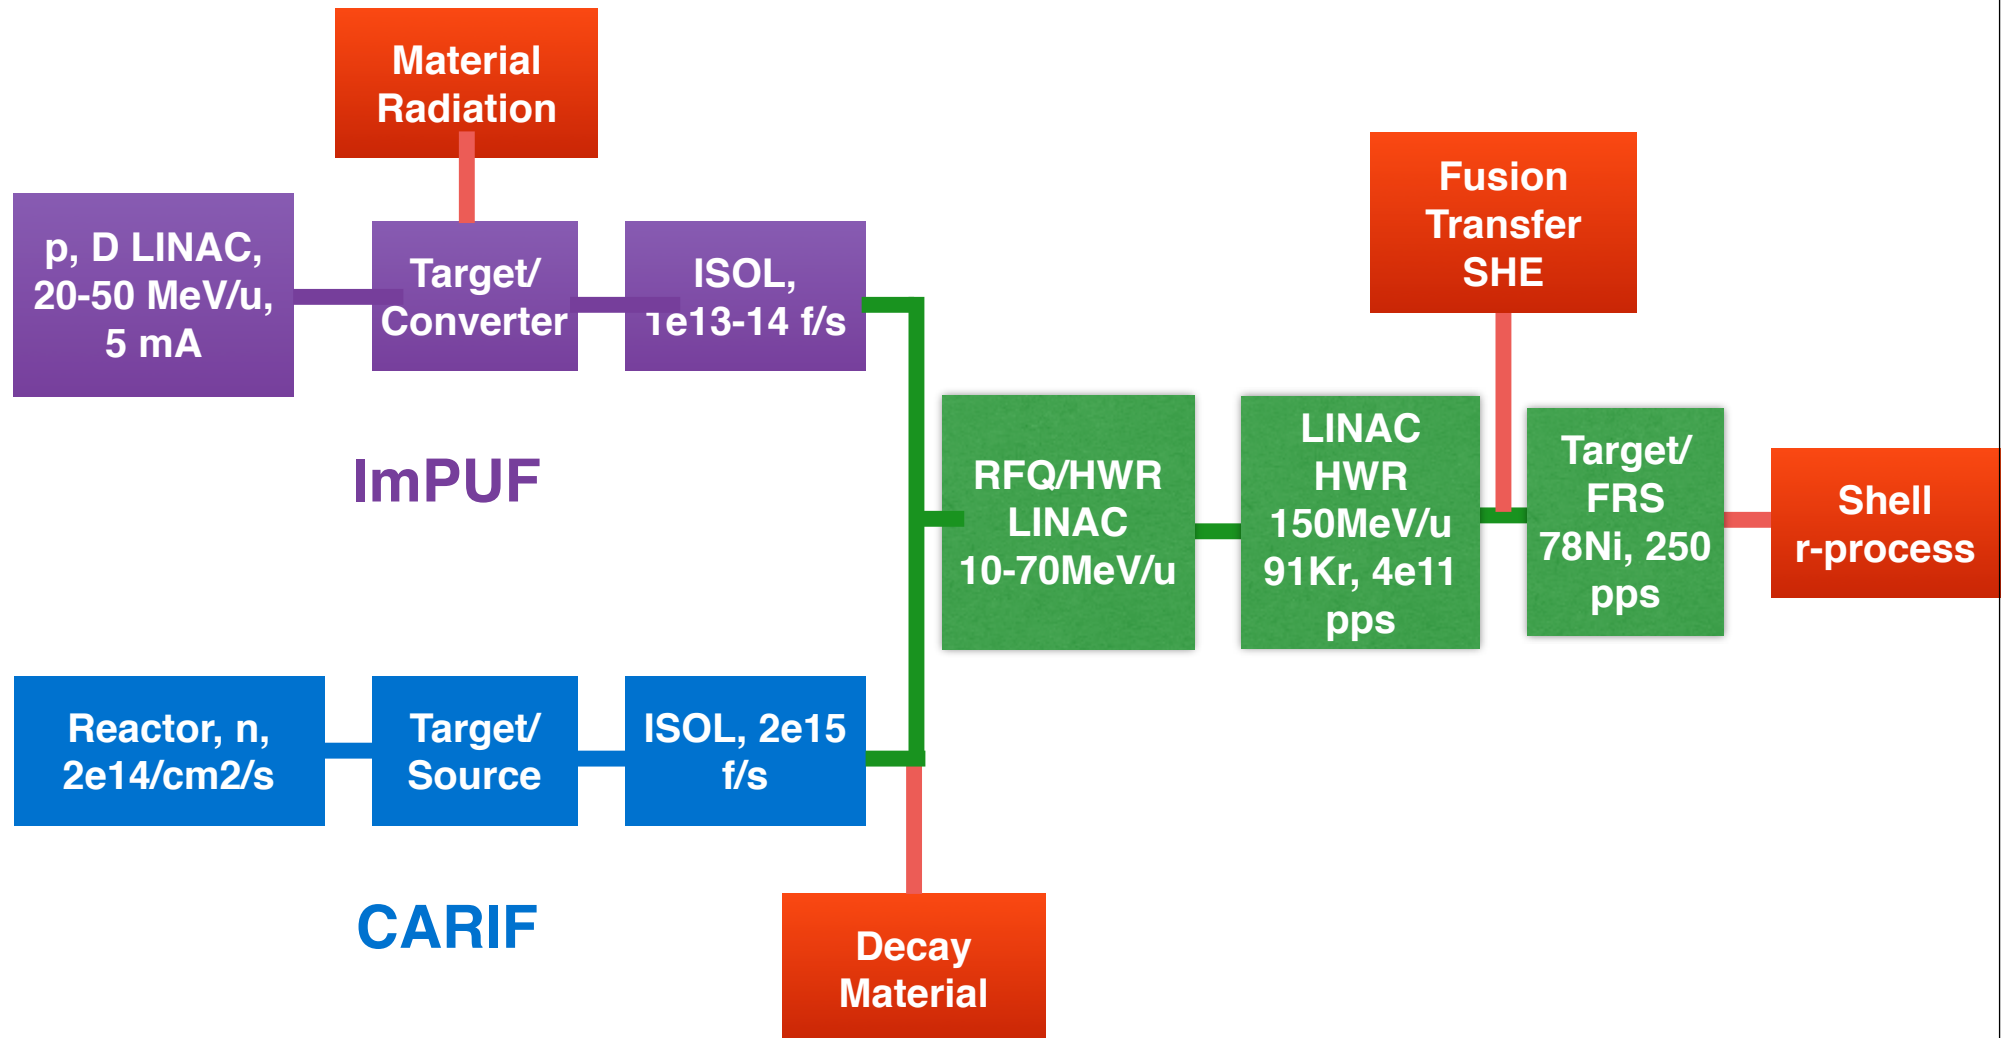 Material
Radiation
p, D LINAC,
20-50 MeV/u,
5 mA
Target/
Converter
ISOL,
1e13-14 f/s
Fusion
Transfer
SHE
ImPUF
RFQ/HWR
LINAC
10-70MeV/u
LINAC
HWR
150MeV/u
91Kr, 4e11
pps
Target/
FRS
78Ni, 250
pps
Shell
r-process
Reactor, n,
2e14/cm2/s
Target/
Source
ISOL, 2e15
f/s
CARIF
Decay
Material